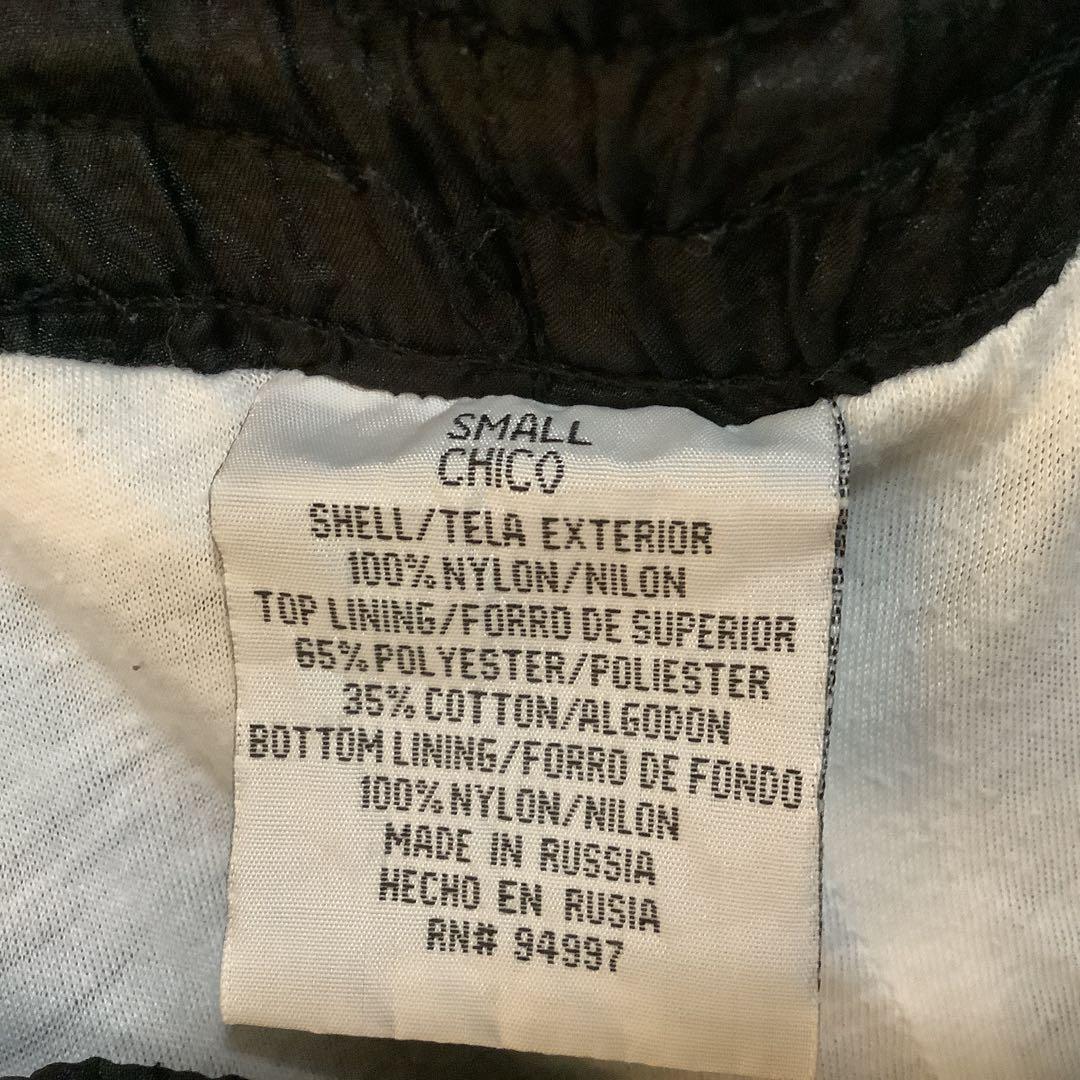 SMALL
CHICO
SHELL/TELA EXTERIOR
100% NYLON/NILON
TOP LINING/FORRO DE SUPERIOR
65% POLYESTER/POLIESTER
35% COTTON/ALGODON
BOTTOM LINING/FORRO DE FONDO
100% NYLON/NILON
MADE IN RUSSIA
HECHO EN RUSIA
RN# 94997